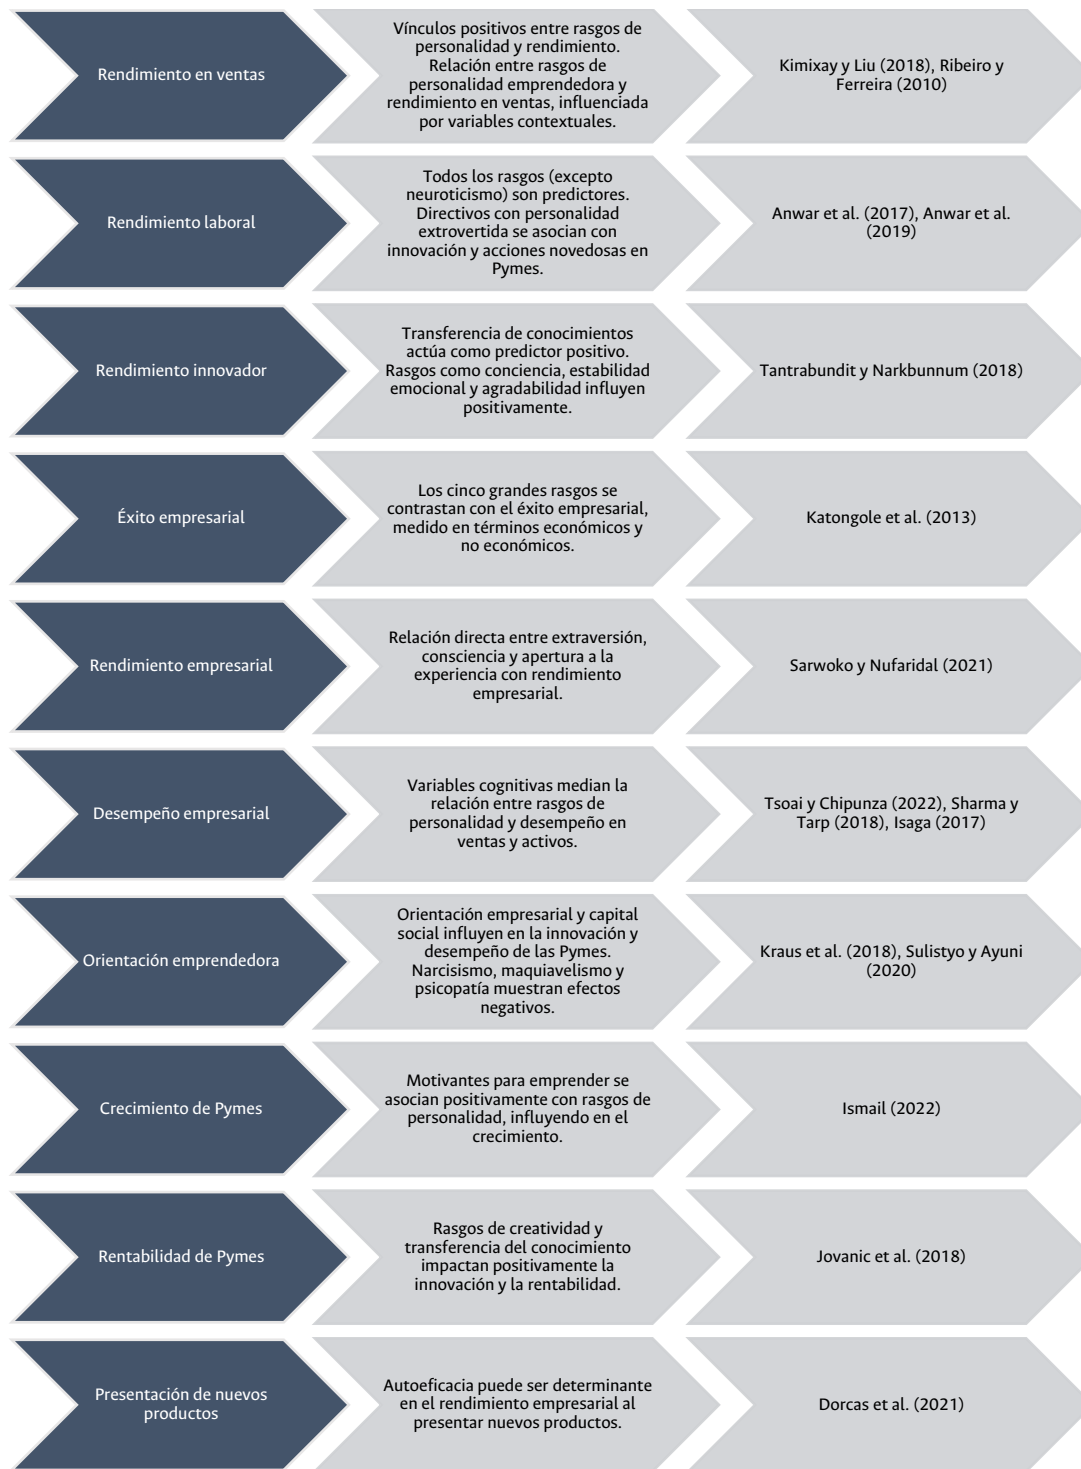 Rendimiento en ventas
Vínculos positivos entre rasgos de
personalidad y rendimiento.
Relación entre rasgos de
personalidad emprendedora y
rendimiento en ventas, influenciada
por variables contextuales.
Kimixay y Liu (2018), Ribeiro y
Ferreira (2010)
Rendimiento laboral
Todos los rasgos (excepto
neuroticismo) son predictores.
Directivos con personalidad
extrovertida se asocian con
innovación y acciones novedosas en
Pymes.
Anwar et al. (2017), Anwar et al.
(2019)
Rendimiento innovador
Transferencia de conocimientos
actúa como predictor positivo.
Rasgos como conciencia, estabilidad
emocional y agradabilidad influyen
positivamente.
Tantrabundit y Narkbunnum (2018)
Éxito empresarial
Los cinco grandes rasgos se
contrastan con el éxito empresarial,
medido en términos económicos y
no económicos.
Katongole et al. (2013)
Rendimiento empresarial
Relación directa entre extraversión,
consciencia y apertura a la
experiencia con rendimiento
empresarial.
Sarwoko y Nufaridal (2021)
Desempeño empresarial
Variables cognitivas median la
relación entre rasgos de
personalidad y desempeño en
ventas y activos.
Tsoai y Chipunza (2022), Sharma y
Tarp (2018), Isaga (2017)
Orientación emprendedora
Orientación empresarial y capital
social influyen en la innovación y
desempeño de las Pymes.
Narcisismo, maquiavelismo y
psicopatía muestran efectos
negativos.
Kraus et al. (2018), Sulistyo y Ayuni
(2020)
Crecimiento de Pymes
Motivantes para emprender se
asocian positivamente con rasgos de
personalidad, influyendo en el
crecimiento.
Ismail (2022)
Rentabilidad de Pymes
Rasgos de creatividad y
transferencia del conocimiento
impactan positivamente la
innovación y la rentabilidad.
Jovanic et al. (2018)
Presentación de nuevos
productos
Autoeficacia puede ser determinante
en el rendimiento empresarial al
presentar nuevos productos.
Dorcas et al. (2021)